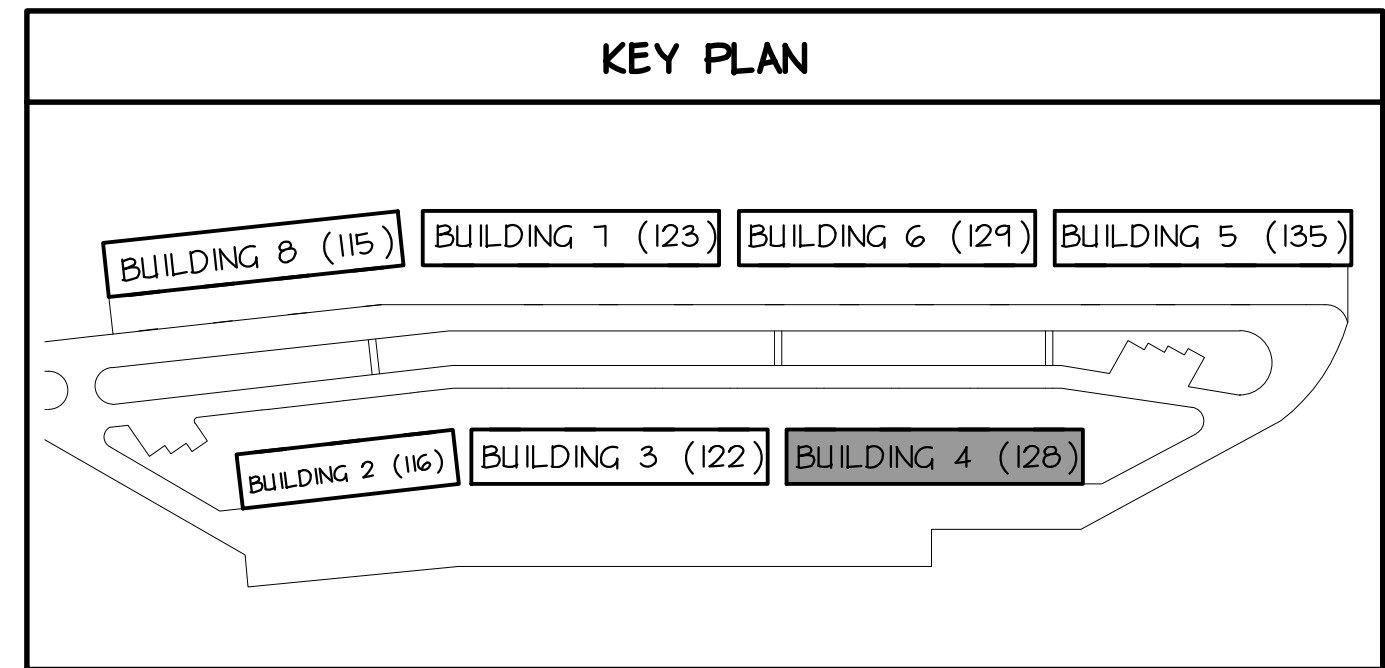 KEY PLAN
BUILDING 8 (115)
BUILDING 7 (123)
BUILDING 6 (129)
BUILDING 5 (135)
BUILDING 2 (116)
BUILDING 3 (122)
BUILDING 4 (128)